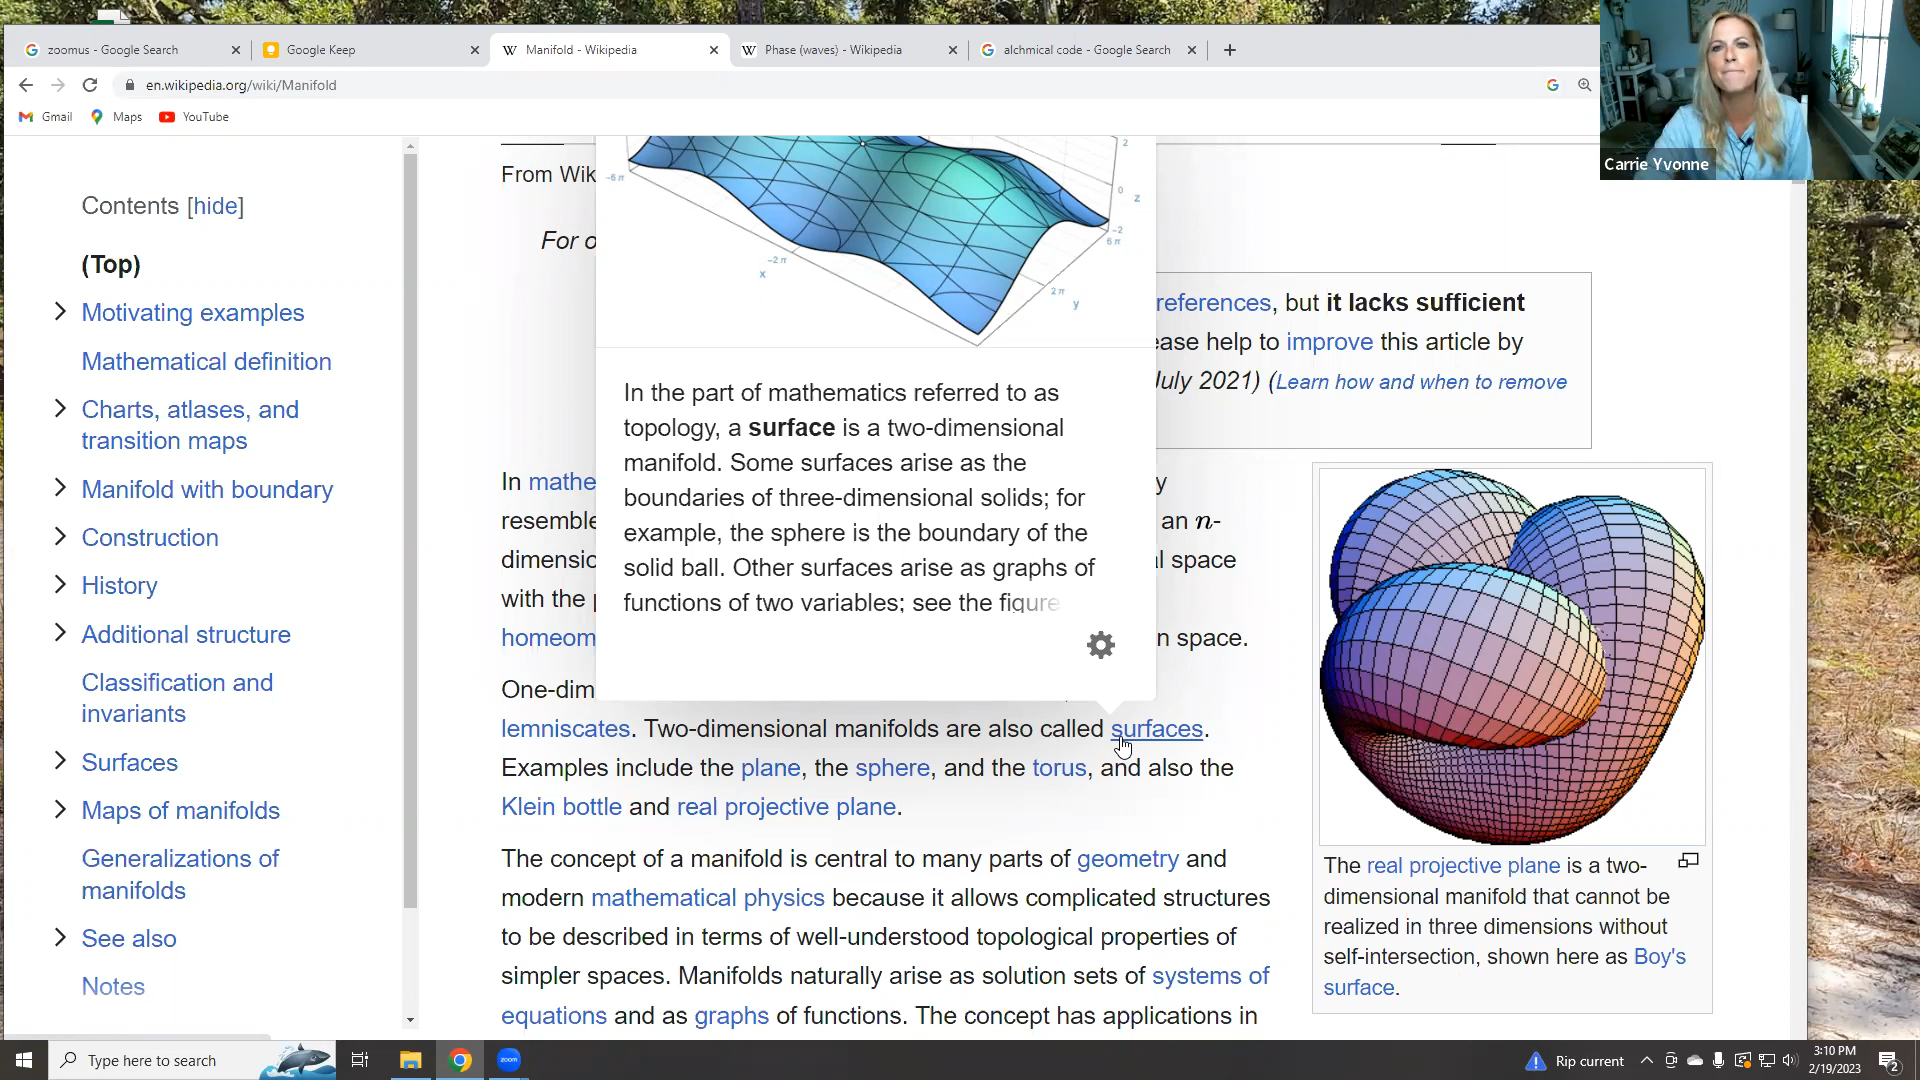 zoomus - Google Search
Google Keep
Manifold - Wikipedia
Phase (waves) - Wikipedia
alchmical code - Google Search
en.wikipedia.org/wiki/Manifold
Gmail
Maps
YouTube
Carrie Yvonne
Contents [hide]
(Top)
Motivating examples
Mathematical definition
Charts, atlases, and
transition maps
Manifold with boundary
Construction
History
Additional structure
Classification and
invariants
Surfaces
Maps of manifolds
Generalizations of
manifolds
See also
Notes
From Wik
For o
-6 π
-2 π
x
2
0
z
-2
6 π
2 π
y
In the part of mathematics referred to as
topology, a surface is a two-dimensional
manifold. Some surfaces arise as the
boundaries of three-dimensional solids; for
example, the sphere is the boundary of the
solid ball. Other surfaces arise as graphs of
functions of two variables; see the figure
references, but it lacks sufficient
ease help to improve this article by
July 2021) (Learn how and when to remove
In mathe
y
resemble
an n-
dimensio
l space
with the p
homeom
n space.
One-dim
lemniscates. Two-dimensional manifolds are also called surfaces.
Examples include the plane, the sphere, and the torus, and also the
Klein bottle and real projective plane.
The concept of a manifold is central to many parts of geometry and
modern mathematical physics because it allows complicated structures
to be described in terms of well-understood topological properties of
simpler spaces. Manifolds naturally arise as solution sets of systems of
equations and as graphs of functions. The concept has applications in
The real projective plane is a two-
dimensional manifold that cannot be
realized in three dimensions without
self-intersection, shown here as Boy's
surface.
Type here to search
zoom
Rip current
3:10 PM
2/19/2023
2